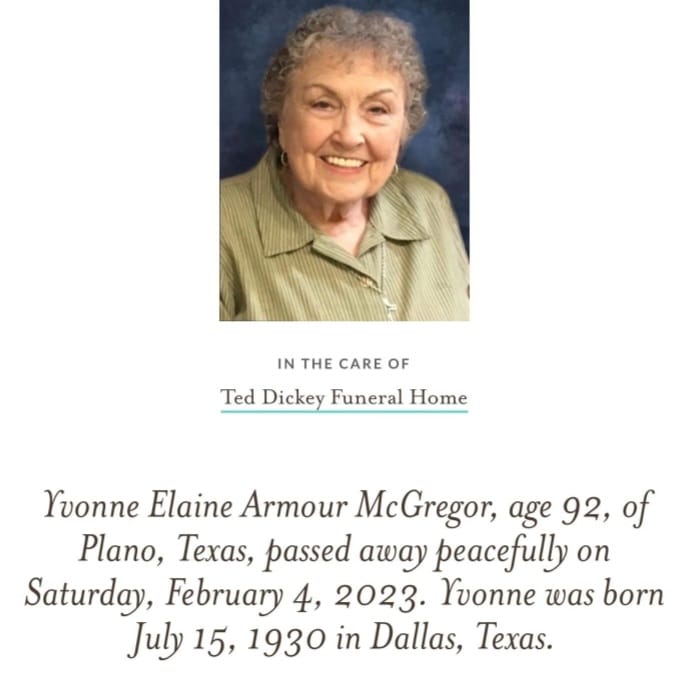 IN THE CARE OF
Ted Dickey Funeral Home
Yvonne Elaine Armour McGregor, age 92, of
Plano, Texas, passed away peacefully on
Saturday, February 4, 2023. Yvonne was born
July 15, 1930 in Dallas, Texas.